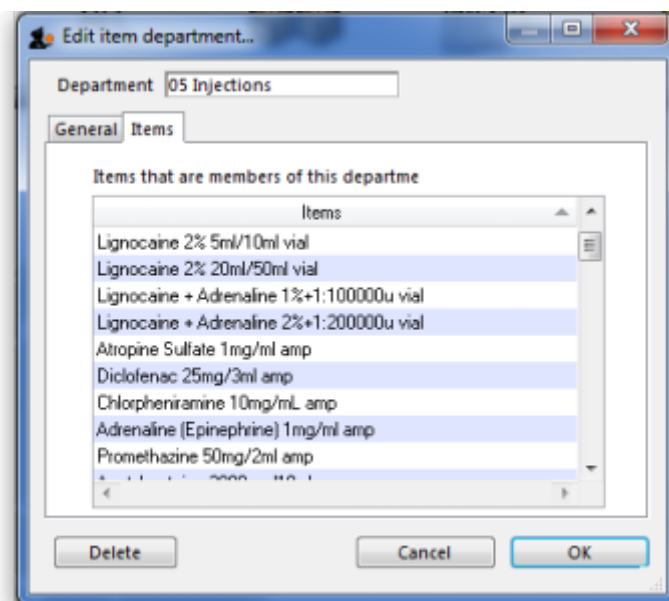 Edit item department...
Department 05 Injections
General Items
Items that are members of this departme
Items
Lignocaine 2% 5ml/10ml vial
Lignocaine 2% 20ml/50ml vial
Lignocaine + Adrenaline 1%+1:100000u vial
Lignocaine + Adrenaline 2%+1:200000u vial
Atropine Sulfate 1mg/ml amp
Diclofenac 25mg/3ml amp
Chlorpheniramine 10mg/mL amp
Adrenaline (Epinephrine) 1mg/ml amp
Promethazine 50mg/2ml amp
Delete Cancel OK